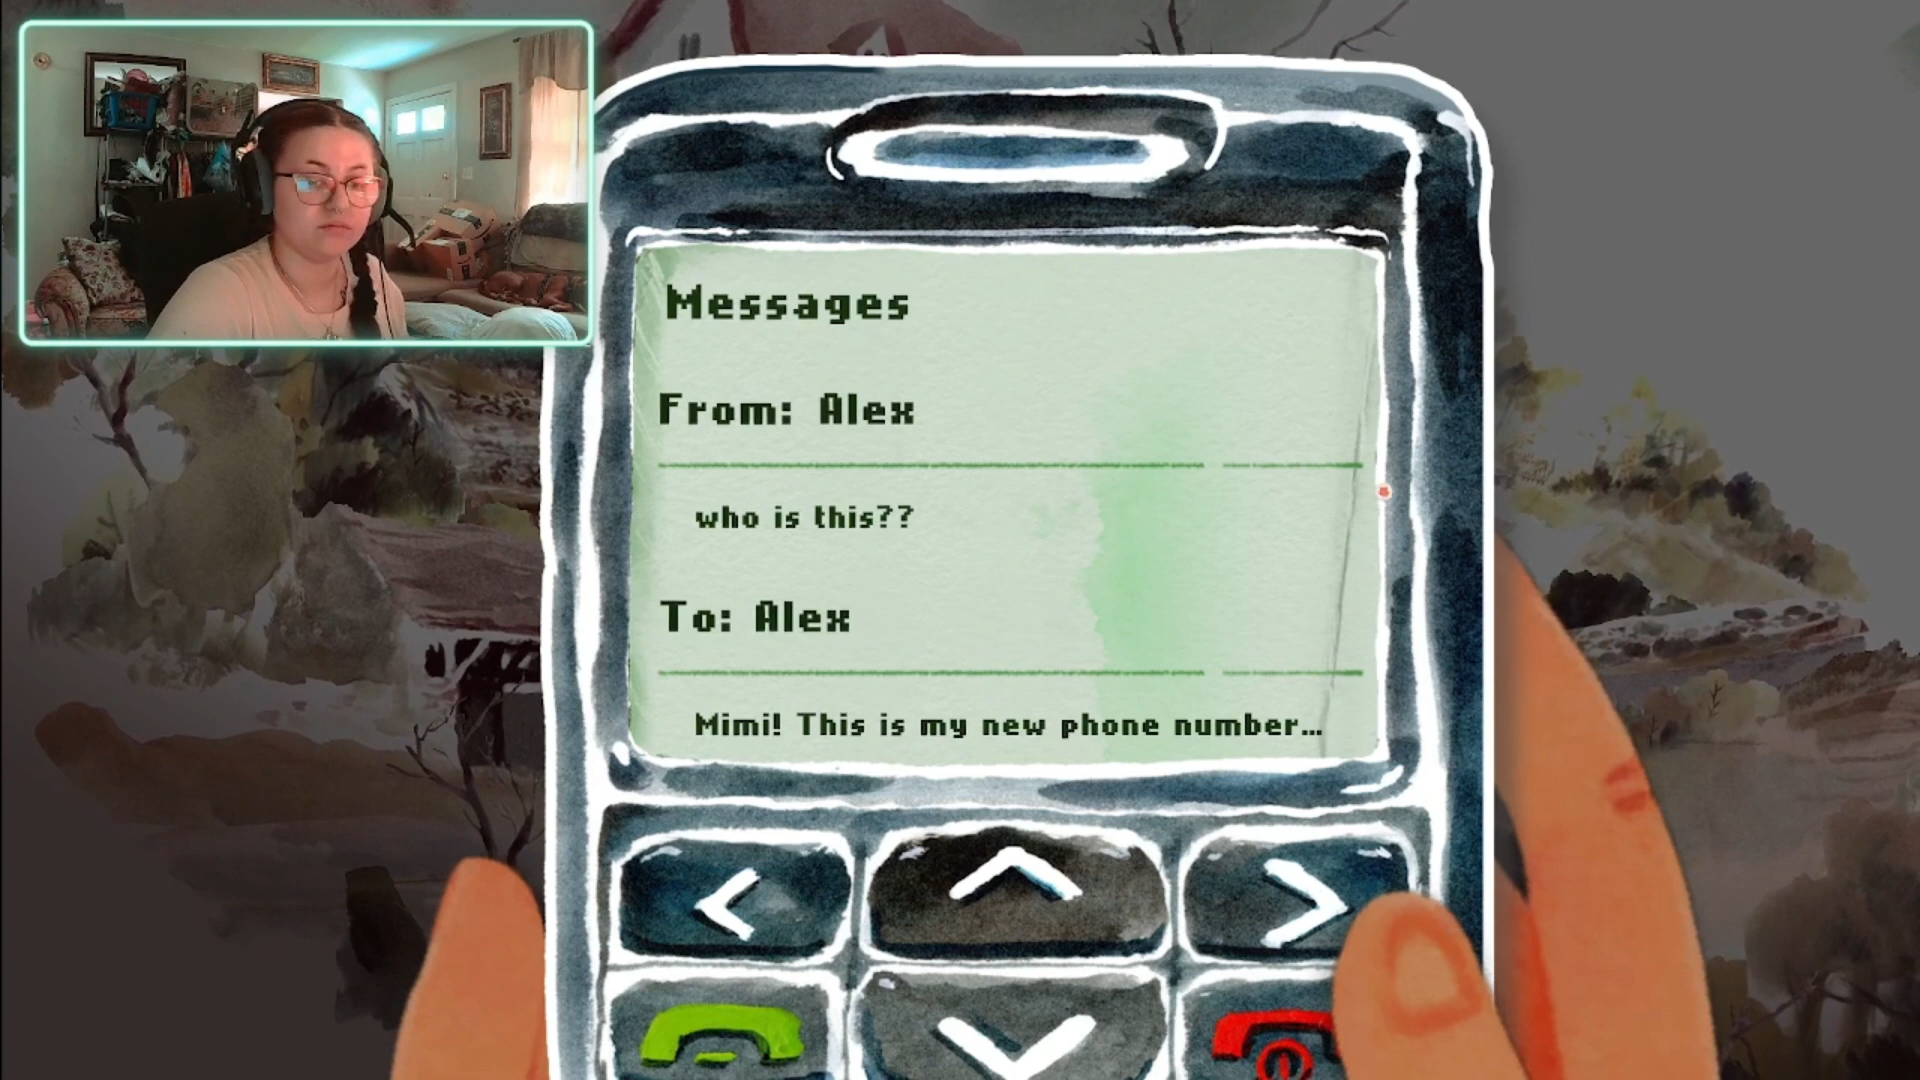 Messages
From: Alex
who is this??
To: Alex
Mimi! This is my new phone number...